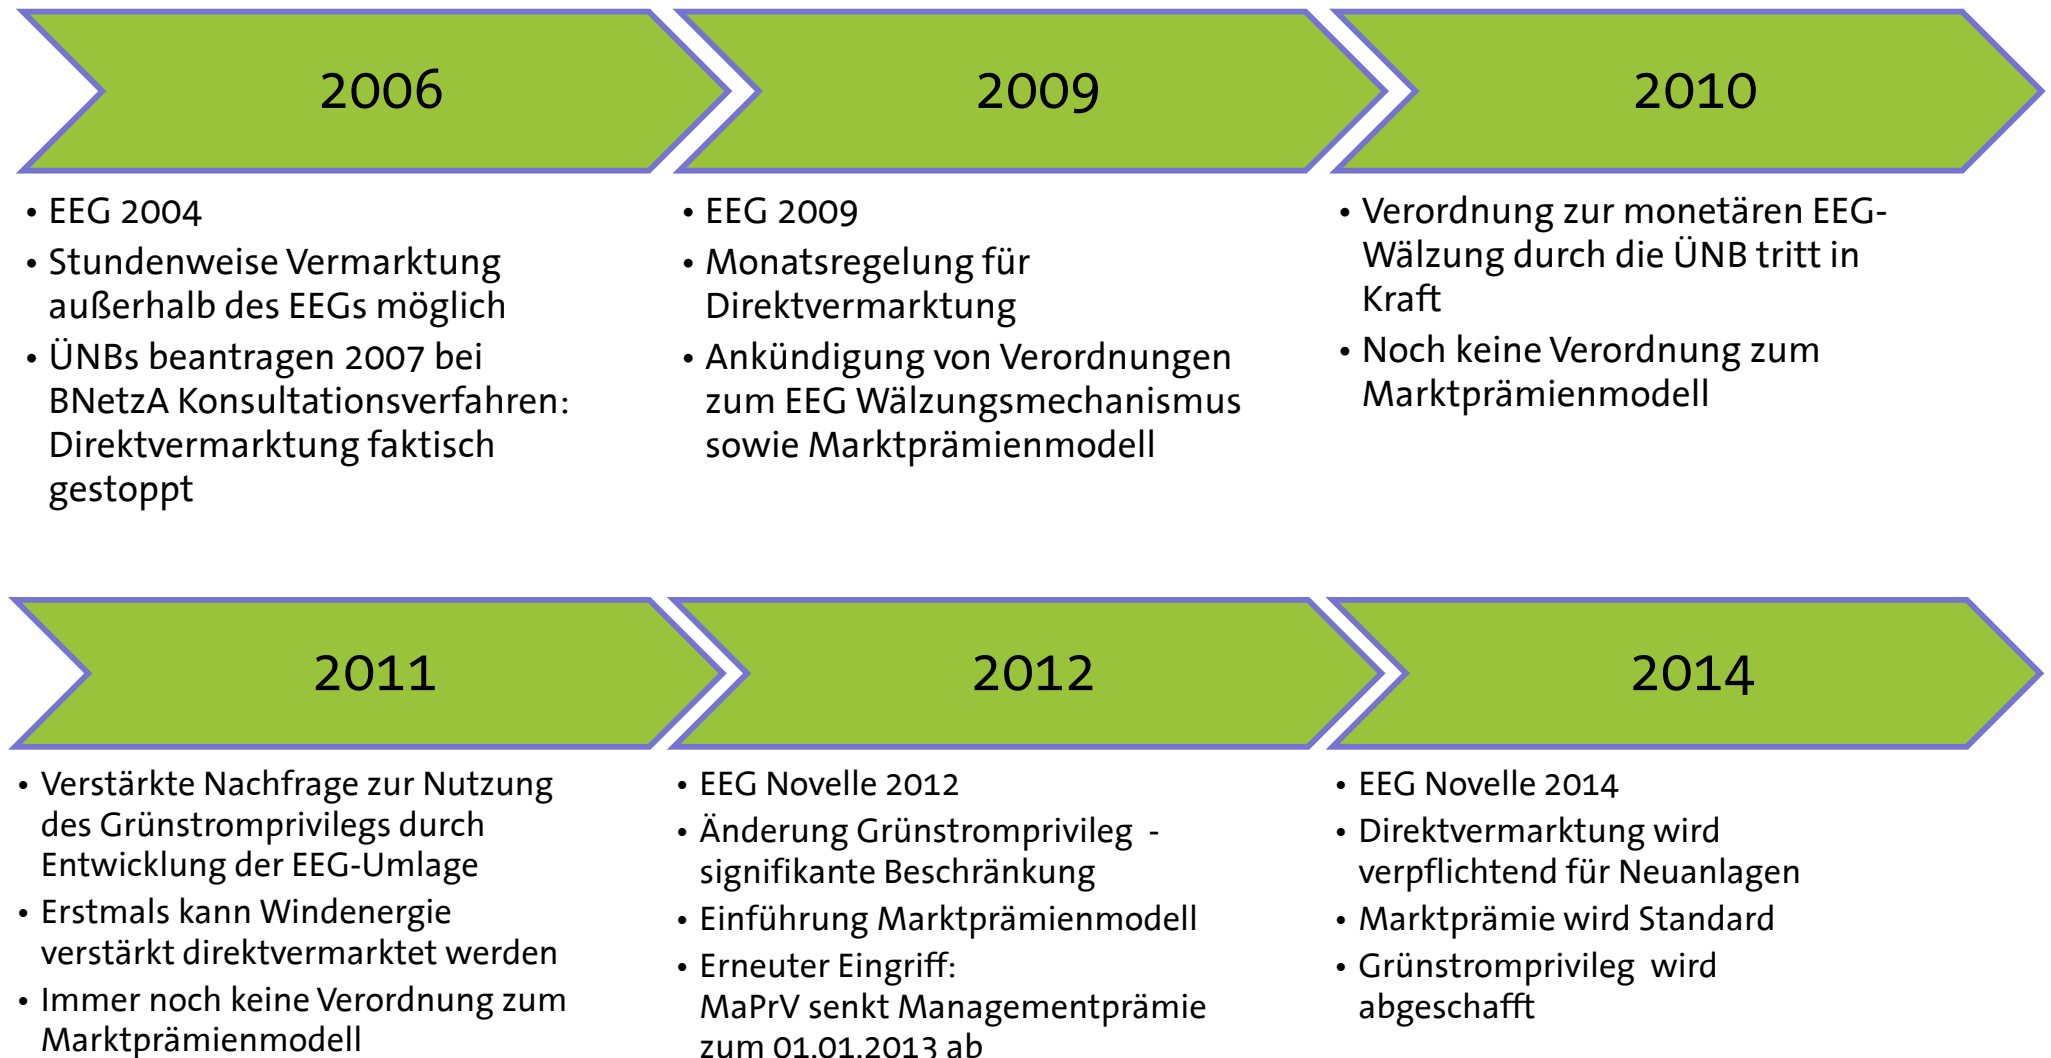 2006
• EEG 2004
• Stundenweise Vermarktung
außerhalb des EEGs möglich
• ÜNBs beantragen 2007 bei
BNetzA Konsultationsverfahren:
Direktvermarktung faktisch
gestoppt
2009
• EEG 2009
• Monatsregelung für
Direktvermarktung
• Ankündigung von Verordnungen
zum EEG Wälzungsmechanismus
sowie Marktprämienmodell
2010
• Verordnung zur monetären EEG-
Wälzung durch die ÜNB tritt in
Kraft
• Noch keine Verordnung zum
Marktprämienmodell
2011
• Verstärkte Nachfrage zur Nutzung
des Grünstromprivilegs durch
Entwicklung der EEG-Umlage
• Erstmals kann Windenergie
verstärkt direktvermarktet werden
• Immer noch keine Verordnung zum
Marktprämienmodell
2012
• EEG Novelle 2012
• Änderung Grünstromprivileg -
signifikante Beschränkung
• Einführung Marktprämienmodell
• Erneuter Eingriff:
MaPrV senkt Managementprämie
zum 01.01.2013 ab
2014
• EEG Novelle 2014
• Direktvermarktung wird
verpflichtend für Neuanlagen
• Marktprämie wird Standard
• Grünstromprivileg wird
abgeschafft